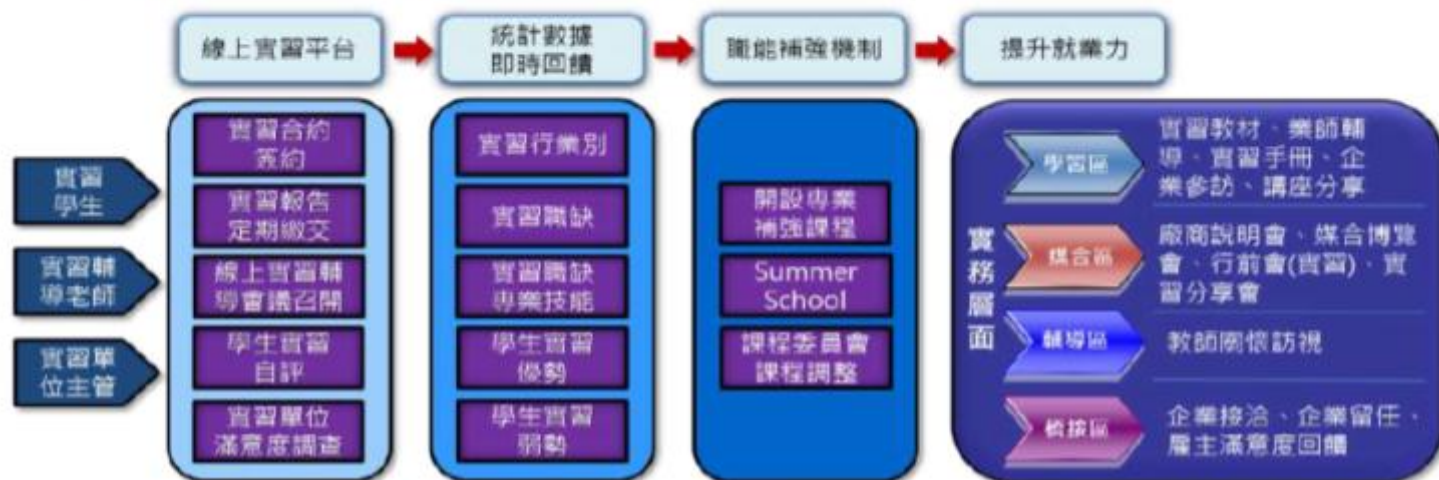 線上實習平台
統計數據
即時回饋
職能補強機制
提升就業力
實習
學生
實習輔
導老師
實習單
位主管
實習合約
簽約
實習報告
定期繳交
線上實習輔
導會議召開
學生實習
自評
實習單位
滿意度調查
實習行業別
實習職缺
實習職缺
專業技能
學生實習
優勢
學生實習
弱勢
開設專業
補強課程
Summer
School
課程委員會
課程調整
實務層面
學習區
實習教材、業師輔
導、實習手冊、企
業參訪、講座分享
媒合區
廠商說明會、媒合博覽
會、行前會(實習)、實
習分享會
輔導區
教師關懷訪視
橋接區
企業接洽、企業留任、
雇主滿意度回饋